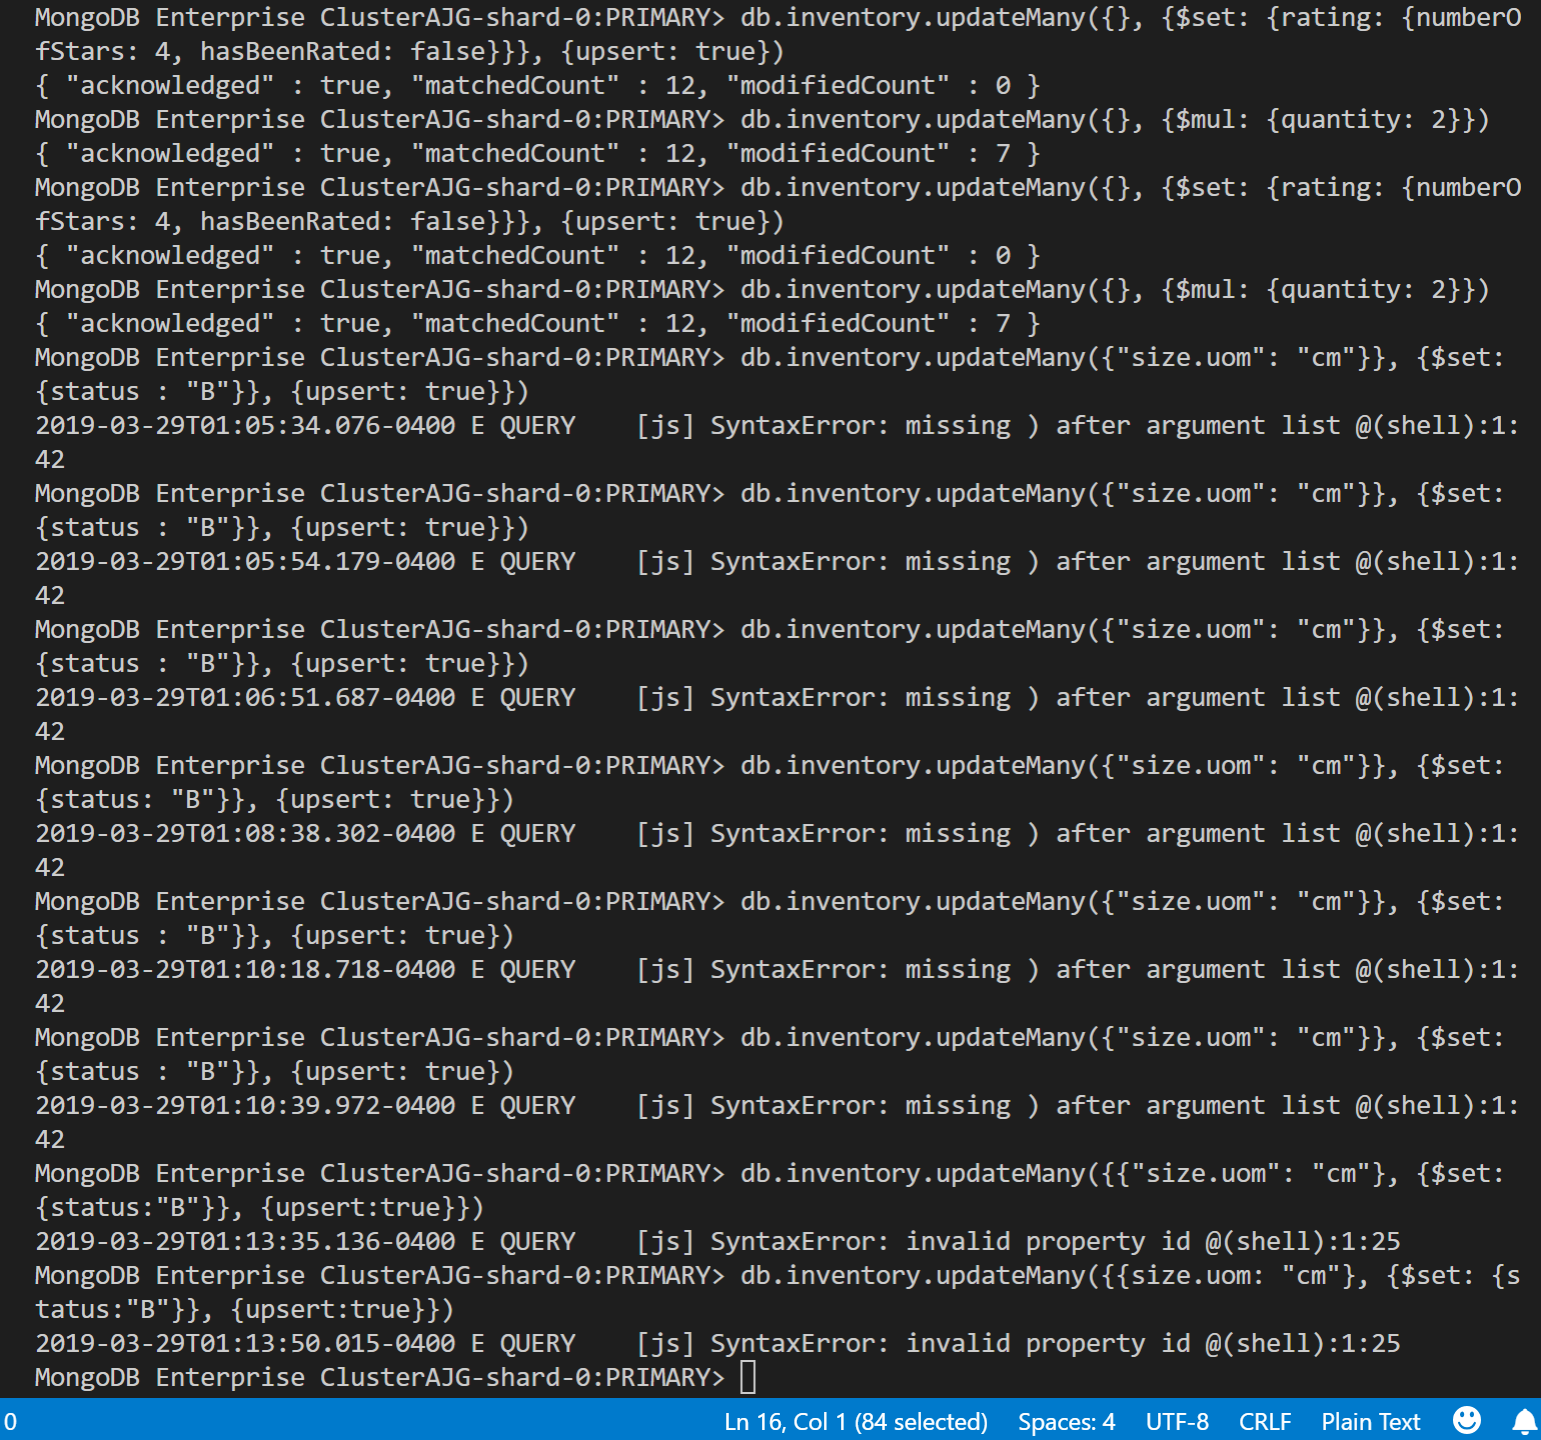 MongoDB Enterprise ClusterAJG-shard-0:PRIMARY> db.inventory.updateMany({}, {$set: {rating: {numberO
fStars: 4, hasBeenRated: false}}}, {upsert: true})
{ "acknowledged" : true, "matchedCount" : 12, "modifiedCount" : 0 }
MongoDB Enterprise ClusterAJG-shard-0:PRIMARY> db.inventory.updateMany({}, {$mul: {quantity: 2}})
{ "acknowledged" : true, "matchedCount" : 12, "modifiedCount" : 7 }
MongoDB Enterprise ClusterAJG-shard-0:PRIMARY> db.inventory.updateMany({}, {$set: {rating: {numberO
fStars: 4, hasBeenRated: false}}}, {upsert: true})
{ "acknowledged" : true, "matchedCount" : 12, "modifiedCount" : 0 }
MongoDB Enterprise ClusterAJG-shard-0:PRIMARY> db.inventory.updateMany({}, {$mul: {quantity: 2}})
{ "acknowledged" : true, "matchedCount" : 12, "modifiedCount" : 7 }
MongoDB Enterprise ClusterAJG-shard-0:PRIMARY> db.inventory.updateMany({"size.uom": "cm"}}, {$set:
{status : "B"}}, {upsert: true}})
2019-03-29T01:05:34.076-0400 E QUERY    [js] SyntaxError: missing ) after argument list @(shell):1:
42
MongoDB Enterprise ClusterAJG-shard-0:PRIMARY> db.inventory.updateMany({"size.uom": "cm"}}, {$set:
{status : "B"}}, {upsert: true}})
2019-03-29T01:05:54.179-0400 E QUERY    [js] SyntaxError: missing ) after argument list @(shell):1:
42
MongoDB Enterprise ClusterAJG-shard-0:PRIMARY> db.inventory.updateMany({"size.uom": "cm"}}, {$set:
{status : "B"}}, {upsert: true}})
2019-03-29T01:06:51.687-0400 E QUERY    [js] SyntaxError: missing ) after argument list @(shell):1:
42
MongoDB Enterprise ClusterAJG-shard-0:PRIMARY> db.inventory.updateMany({"size.uom": "cm"}}, {$set:
{status: "B"}}, {upsert: true}})
2019-03-29T01:08:38.302-0400 E QUERY    [js] SyntaxError: missing ) after argument list @(shell):1:
42
MongoDB Enterprise ClusterAJG-shard-0:PRIMARY> db.inventory.updateMany({"size.uom": "cm"}}, {$set:
{status : "B"}}, {upsert: true})
2019-03-29T01:10:18.718-0400 E QUERY    [js] SyntaxError: missing ) after argument list @(shell):1:
42
MongoDB Enterprise ClusterAJG-shard-0:PRIMARY> db.inventory.updateMany({"size.uom": "cm"}}, {$set:
{status : "B"}}, {upsert: true})
2019-03-29T01:10:39.972-0400 E QUERY    [js] SyntaxError: missing ) after argument list @(shell):1:
42
MongoDB Enterprise ClusterAJG-shard-0:PRIMARY> db.inventory.updateMany({{"size.uom": "cm"}, {$set:
{status:"B"}}, {upsert:true}})
2019-03-29T01:13:35.136-0400 E QUERY    [js] SyntaxError: invalid property id @(shell):1:25
MongoDB Enterprise ClusterAJG-shard-0:PRIMARY> db.inventory.updateMany({{size.uom: "cm"}, {$set: {s
tatus:"B"}}, {upsert:true}})
2019-03-29T01:13:50.015-0400 E QUERY    [js] SyntaxError: invalid property id @(shell):1:25
MongoDB Enterprise ClusterAJG-shard-0:PRIMARY>
0 Ln 16, Col 1 (84 selected) Spaces: 4 UTF-8 CRLF Plain Text